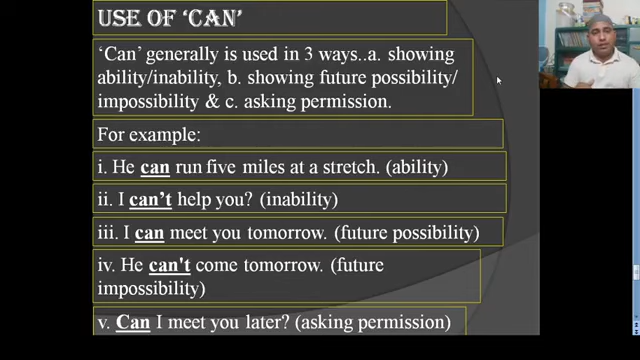 USE OF ‘CAN’
‘Can’ generally is used in 3 ways..a. showing
ability/inability, b. showing future possibility/
impossibility & c. asking permission.
For example:
i. He can run five miles at a stretch. (ability)
ii. I can’t help you? (inability)
iii. I can meet you tomorrow. (future possibility)
iv. He can't come tomorrow. (future
impossibility)
v. Can I meet you later? (asking permission)